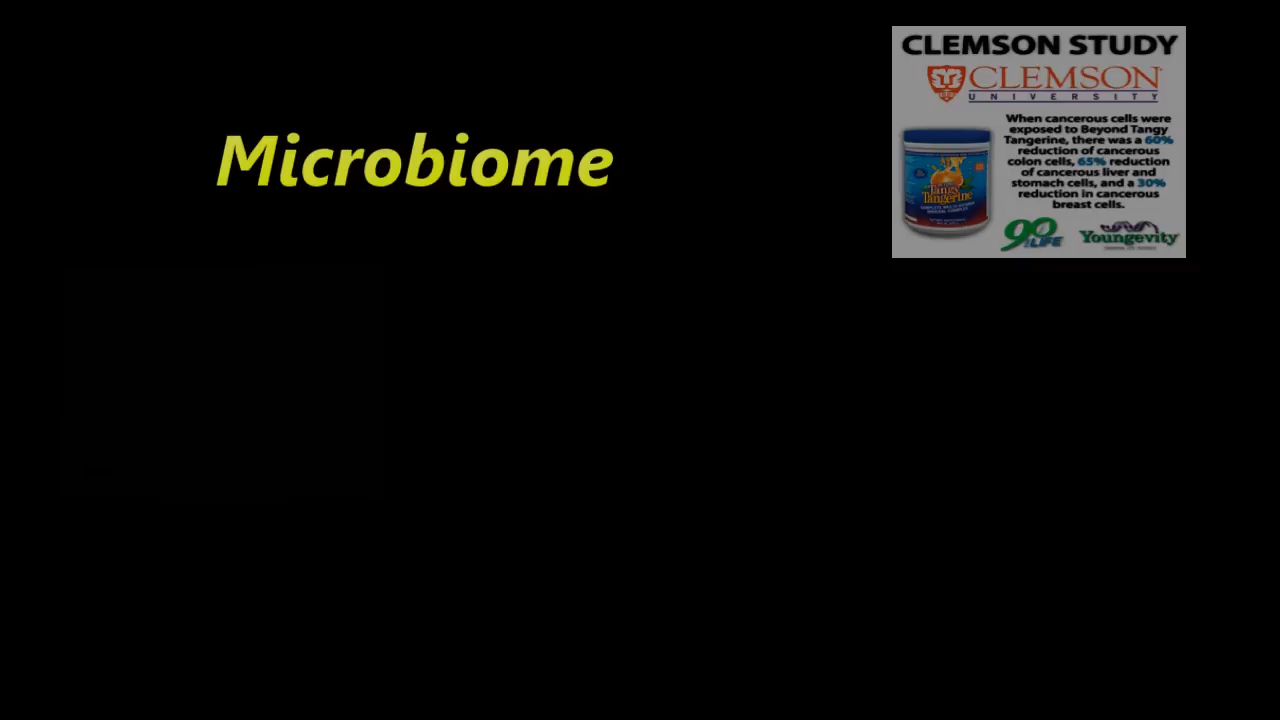 Microbiome
CLEMSON STUDY
CLEMSON
UNIVERSITY
When cancerous cells were
exposed to Beyond Tangy
Tangerine, there was a 60%
reduction of cancerous
colon cells, 65% reduction
of cancerous liver and
stomach cells, and a 30%
reduction in cancerous
breast cells.
Tangy
Tangerine
90
LIFE
Youngevity